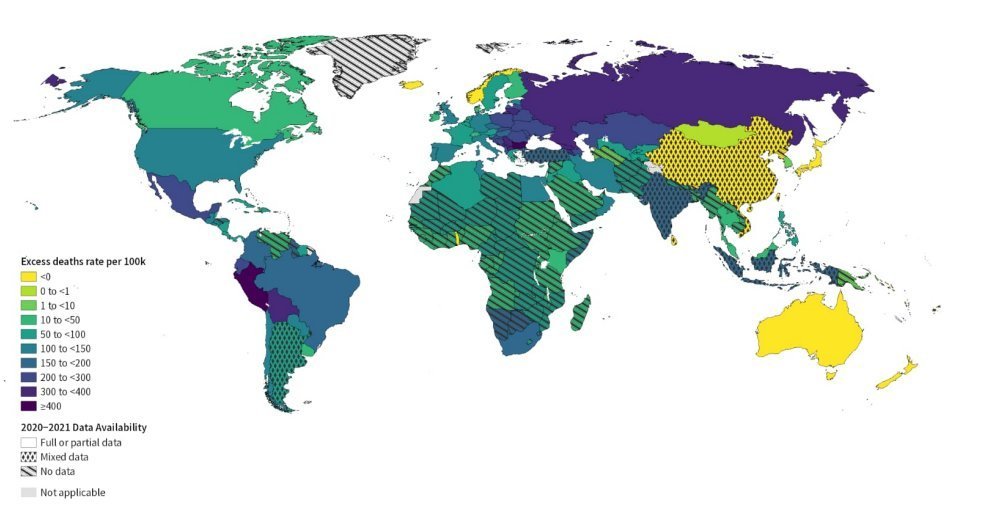 Excess deaths rate per 100k
<0
0 to <1
1 to <10
10 to <50
50 to <100
100 to <150
150 to <200
200 to <300
300 to <400
≥400
2020–2021 Data Availability
Full or partial data
Mixed data
No data
Not applicable